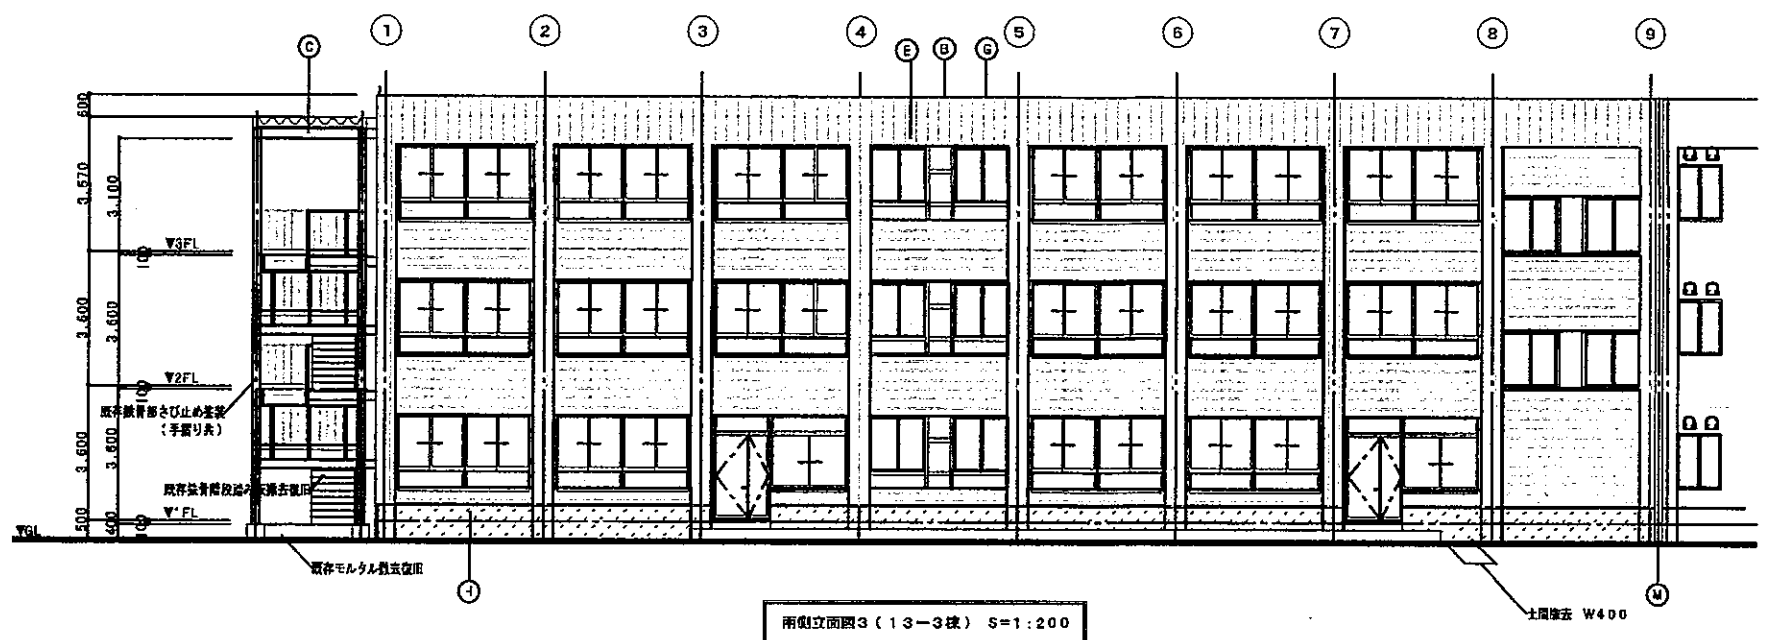 1 2 3 4 5 6 7 8 9
C E B G
600
3,570
3,100
▼3FL
100
3,600
3,600
▼2FL
100
既存鉄骨部さび止め塗装
(手摺り共)
3,600
3,600
▼1FL
500
400
100
▼GL
既存モルタル撤去復旧
I
M
土間撤去 W400
南側立面図3(13-3棟) S=1:200